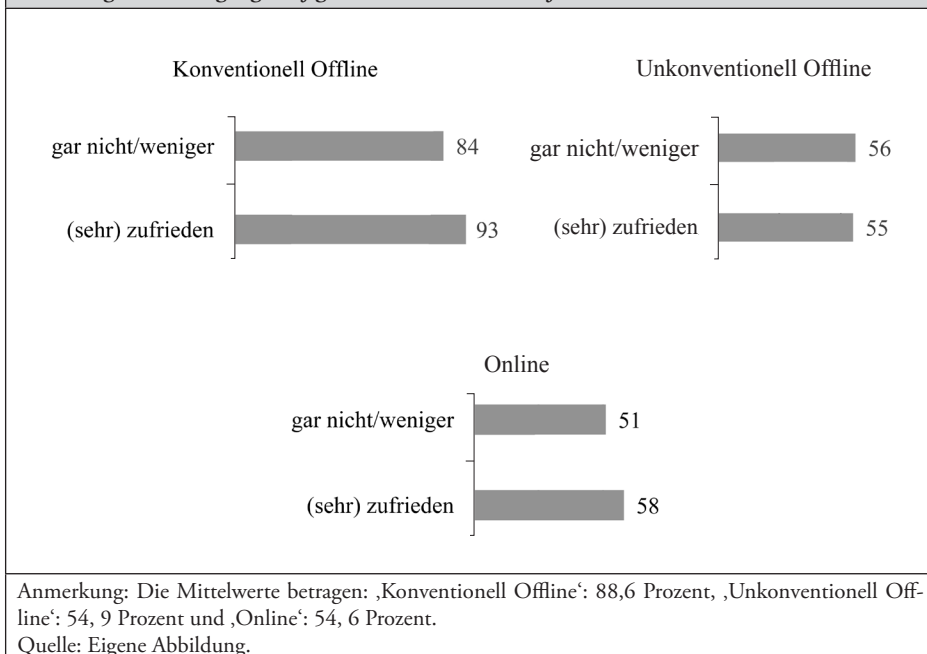 Konventionell Offline
gar nicht/weniger 84
(sehr) zufrieden 93
Unkonventionell Offline
gar nicht/weniger 56
(sehr) zufrieden 55
Online
gar nicht/weniger 51
(sehr) zufrieden 58
Anmerkung: Die Mittelwerte betragen: ‚Konventionell Offline‘: 88,6 Prozent, ‚Unkonventionell Off-
line‘: 54, 9 Prozent und ‚Online‘: 54, 6 Prozent.
Quelle: Eigene Abbildung.